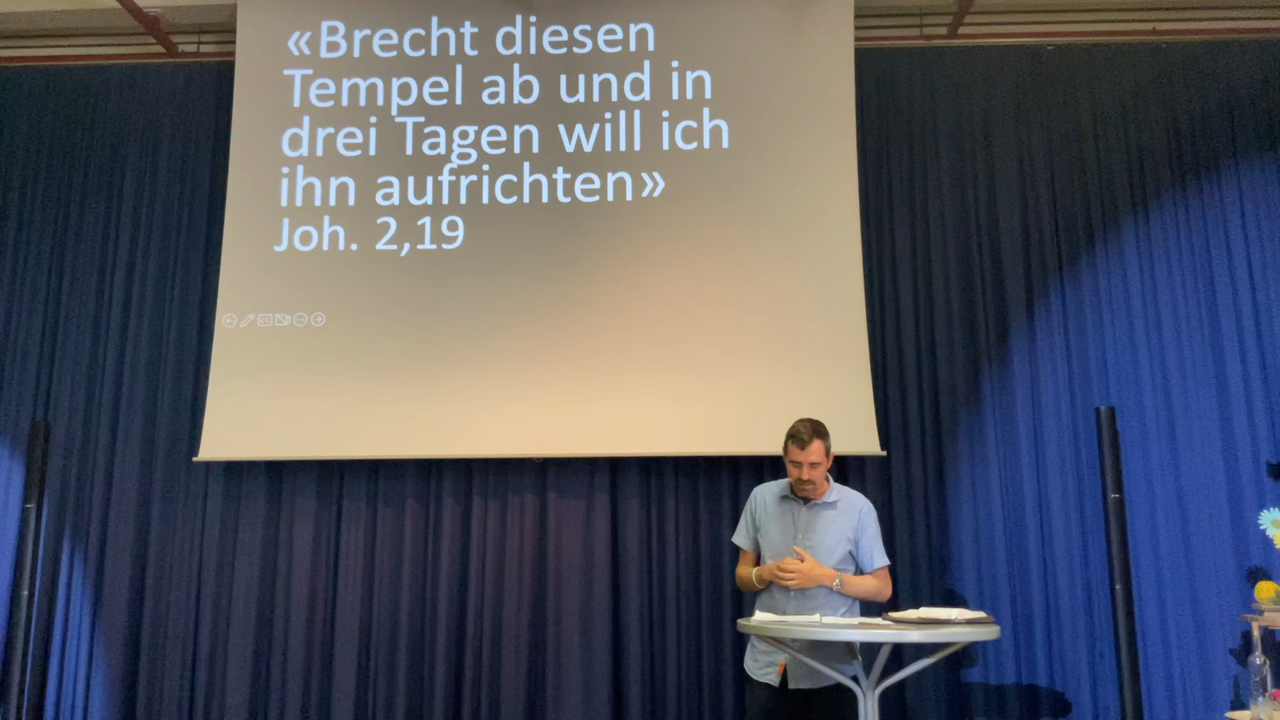 «Brecht diesen
Tempel ab und in
drei Tagen will ich
ihn aufrichten»
Joh. 2,19